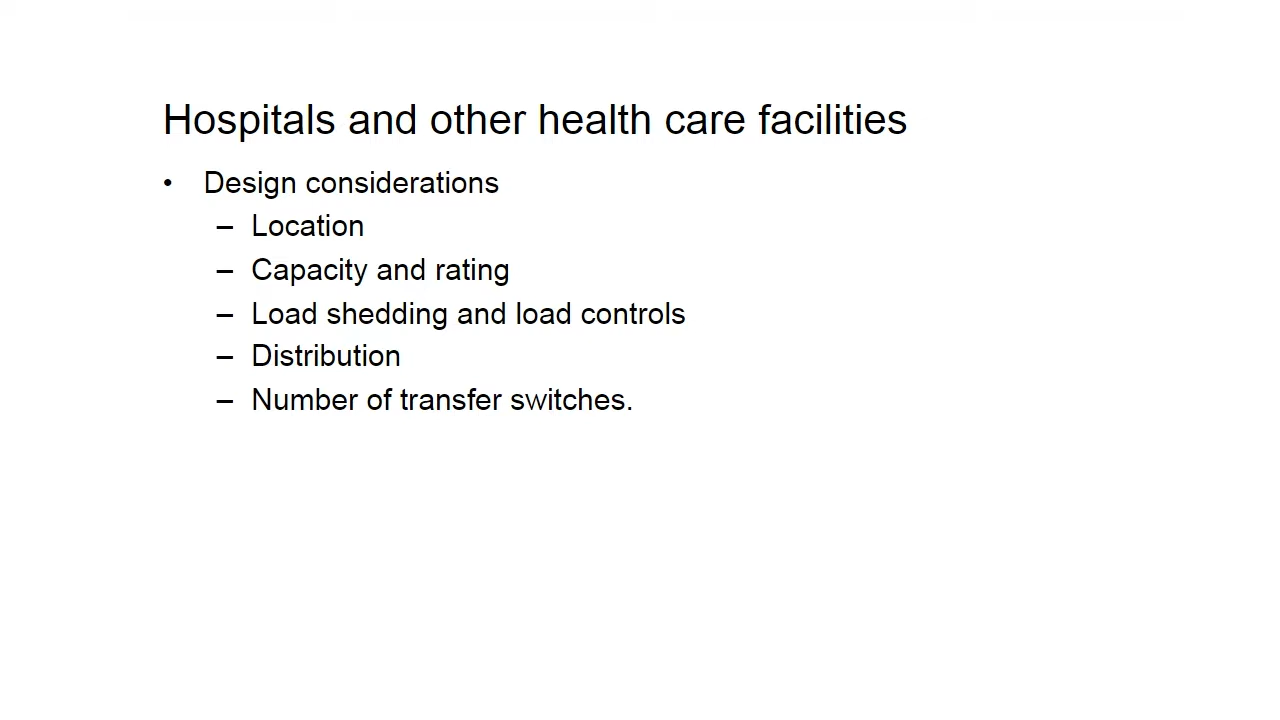 Hospitals and other health care facilities
• Design considerations
– Location
– Capacity and rating
– Load shedding and load controls
– Distribution
– Number of transfer switches.